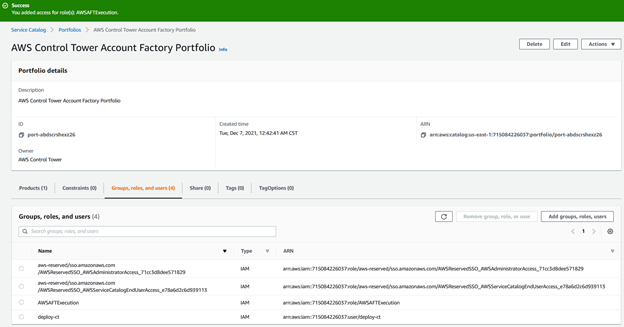 Success
You added access for role(s): AWSAFTExecution.
Service Catalog > Portfolios > AWS Control Tower Account Factory Portfolio
AWS Control Tower Account Factory Portfolio Info
Delete Edit Actions
Portfolio details
Description
AWS Control Tower Account Factory Portfolio
ID Created time ARN
port-abdscrshexz26 Tue, Dec 7, 2021, 12:42:41 AM CST arn:aws:catalog:us-east-1:715084226037:portfolio/port-abdscrshexz26
Owner
AWS Control Tower
Products (1) Constraints (0) Groups, roles, and users (4) Share (0) Tags (0) TagOptions (0)
Groups, roles, and users (4) Remove group, role, or user Add groups, roles, users
Search groups, roles, and users 1
Name Type ARN
aws-reserved/sso.amazonaws.com
/AWSReservedSSO_AWSAdministratorAccess_71cc3d8dee571829 IAM arn:aws:iam::715084226037:role/aws-reserved/sso.amazonaws.com/AWSReservedSSO_AWSAdministratorAccess_71cc3d8dee571829
aws-reserved/sso.amazonaws.com
/AWSReservedSSO_AWSServiceCatalogEndUserAccess_e78a6d2c6d939113 IAM arn:aws:iam::715084226037:role/aws-reserved/sso.amazonaws.com/AWSReservedSSO_AWSServiceCatalogEndUserAccess_e78a6d2c6d939113
AWSAFTExecution IAM arn:aws:iam::715084226037:role/AWSAFTExecution
deploy-ct IAM arn:aws:iam::715084226037:user/deploy-ct